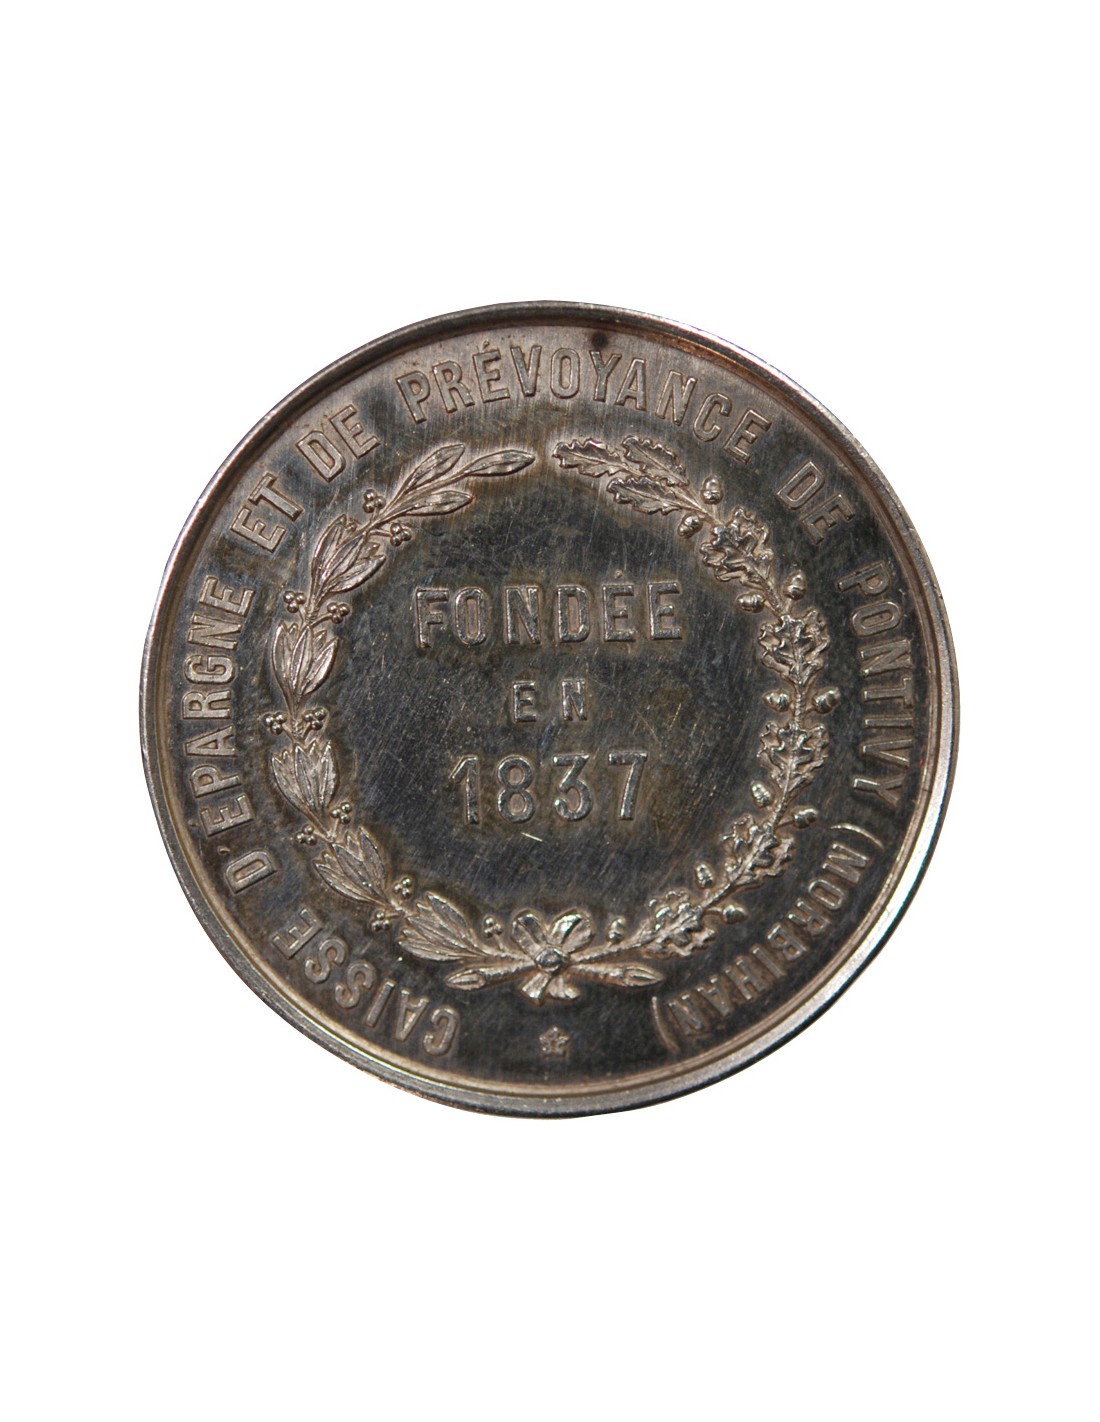 CAISSE D'EPARGNE ET DE PRÉVOYANCE DE PONTIVY (MORBIHAN)
FONDÉE
EN
1837